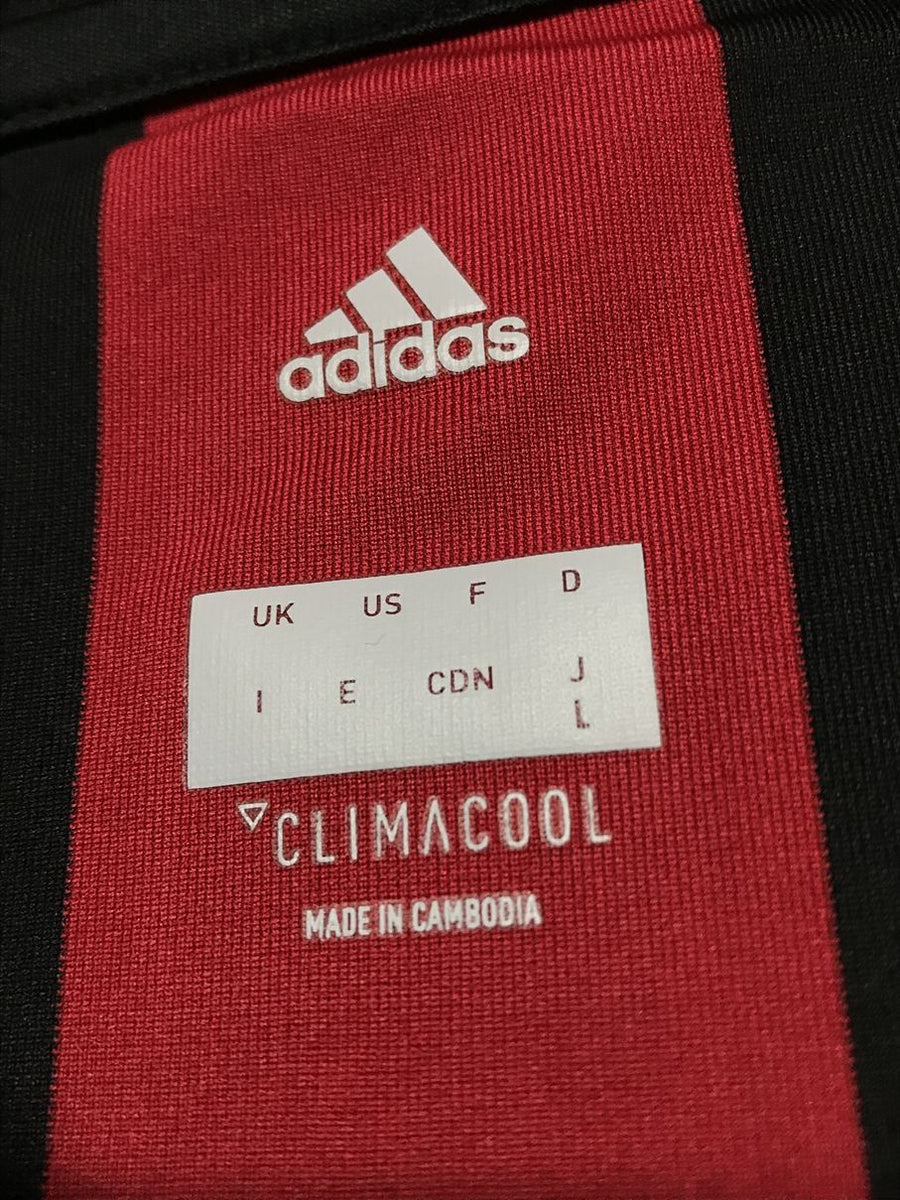 adidas
UK US F D
I E CDN J
L
CLIMACOOL
MADE IN CAMBODIA